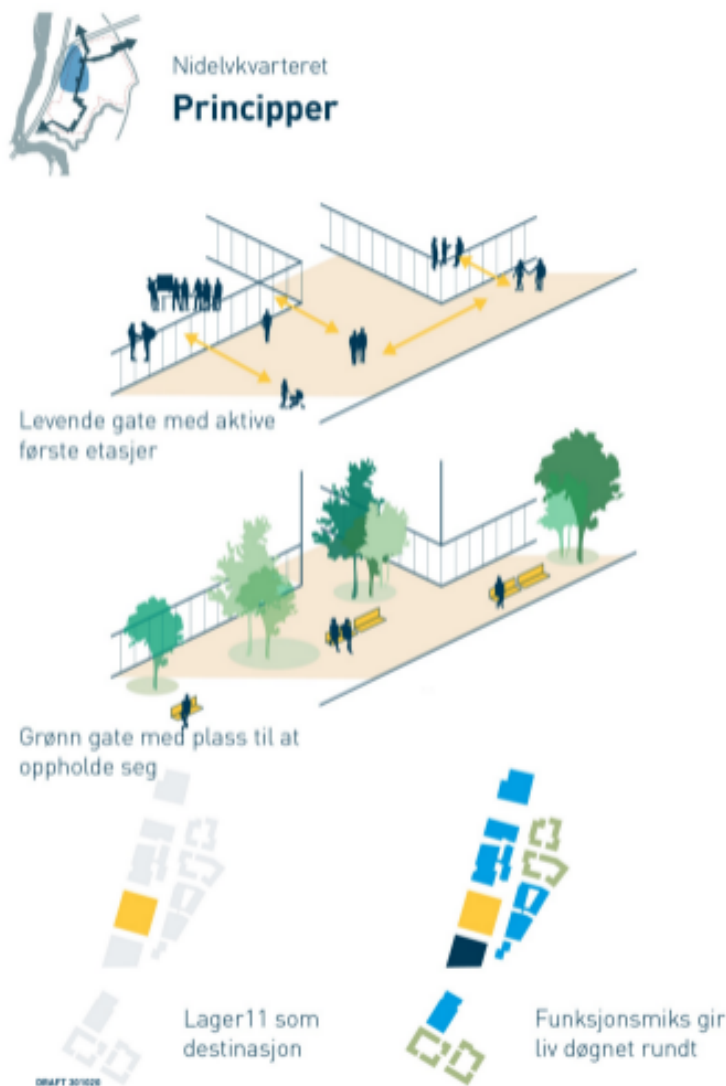 Nidelvkvarteret
Principper
Levende gate med aktive
første etasjer
Grønn gate med plass til at
oppholde seg
Lager11 som
destinasjon
Funksjonsmiks gir
liv døgnet rundt
DRAFT 301020